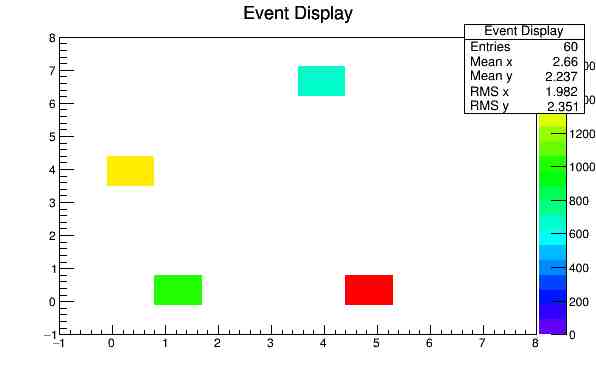 Event Display
Event Display
Entries 60
Mean x 2.66
Mean y 2.237
RMS x 1.982
RMS y 2.351
8
7
6
5
4
3
2
1
0
−1
−1 0 1 2 3 4 5 6 7 8
1200
1000
800
600
400
200
0